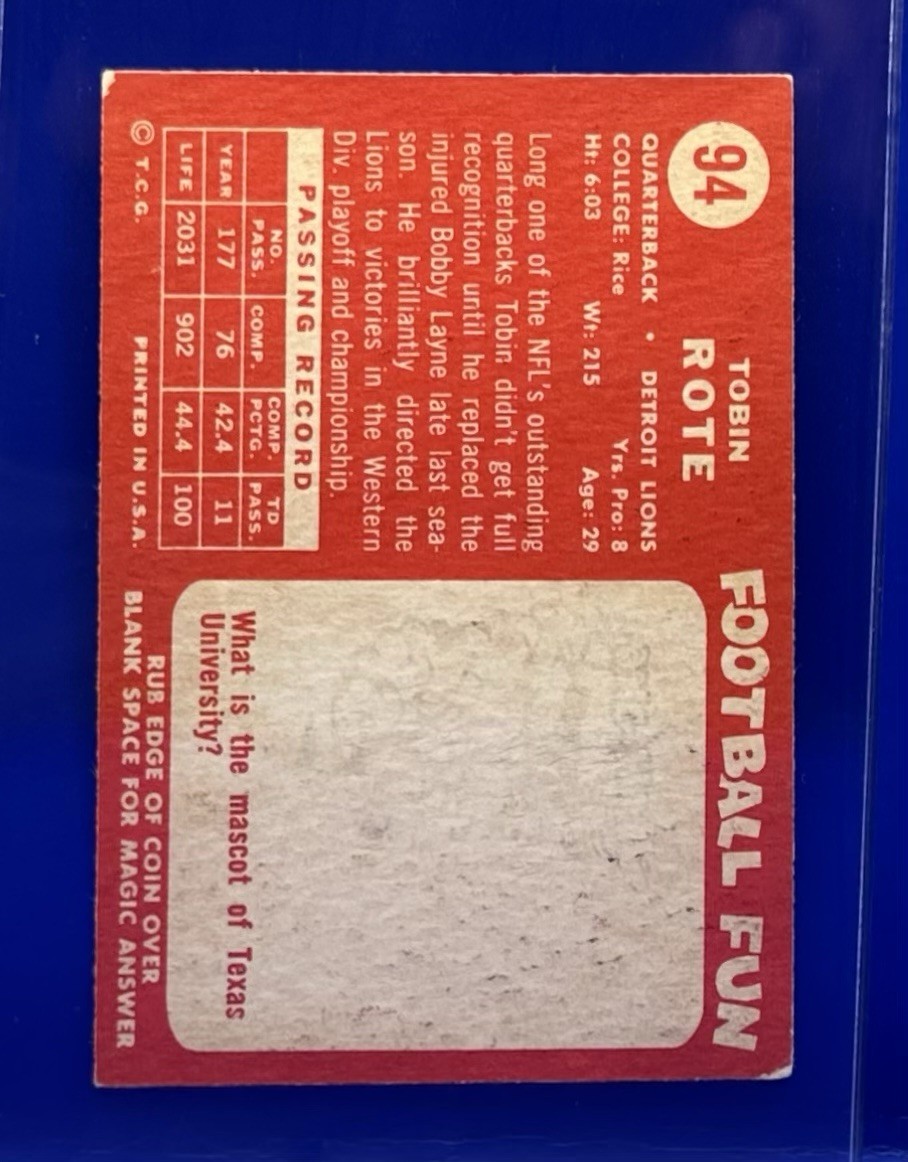 94
TOBIN
ROTE
QUARTERBACK • DETROIT LIONS
COLLEGE: Rice Yrs. Pro: 8
Ht: 6:03 Wt: 215 Age: 29
Long one of the NFL's outstanding
quarterbacks Tobin didn't get full
recognition until he replaced the
injured Bobby Layne late last sea-
son. He brilliantly directed the
Lions to victories in the Western
Div. playoff and championship.
PASSING RECORD
NO. PASS. COMP. COMP. PCTG. TD PASS.
YEAR 177 76 42.4 11
LIFE 2031 902 44.4 100
© T.C.G. PRINTED IN U.S.A.
FOOTBALL FUN
What is the mascot of Texas
University?
RUB EDGE OF COIN OVER
BLANK SPACE FOR MAGIC ANSWER